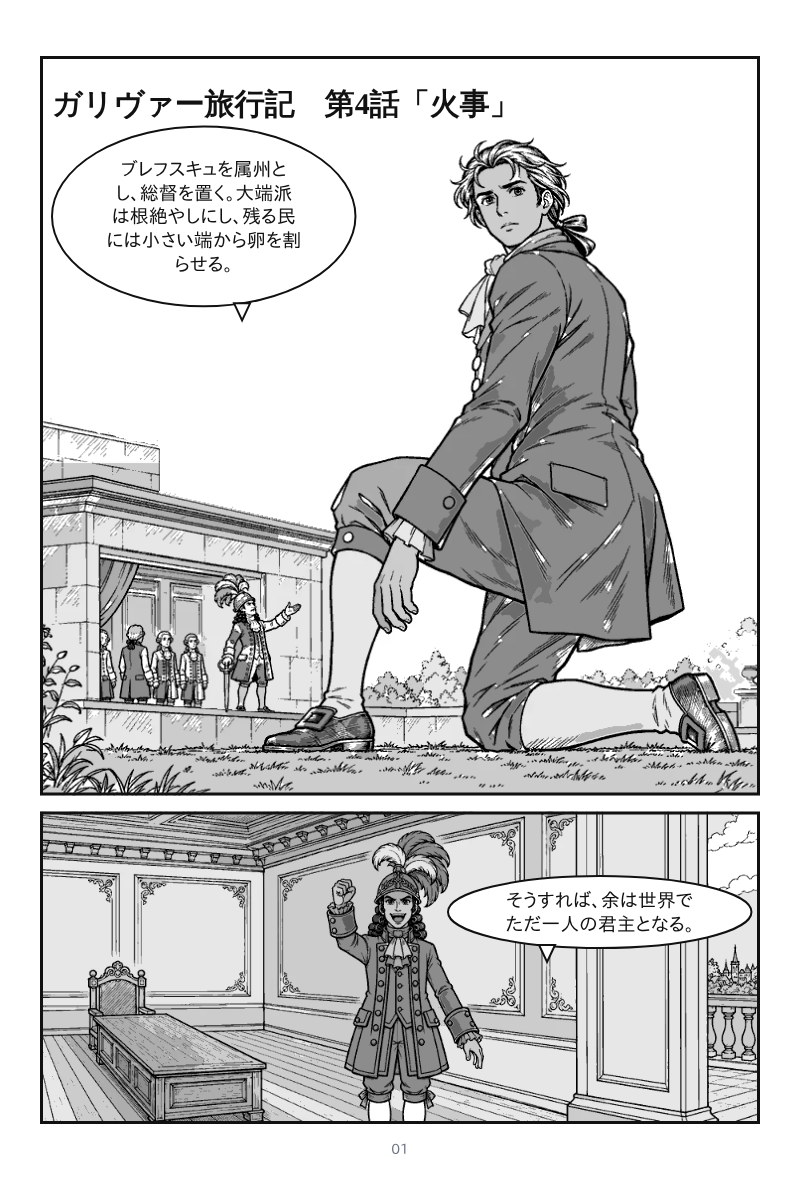 ガリヴァー旅行記　第4話「火事」
ブレフスキュを属州と
し、総督を置く。大端派
は根絶やしにし、残る民
には小さい端から卵を割
らせる。
そうすれば、余は世界で
ただ一人の君主となる。
01